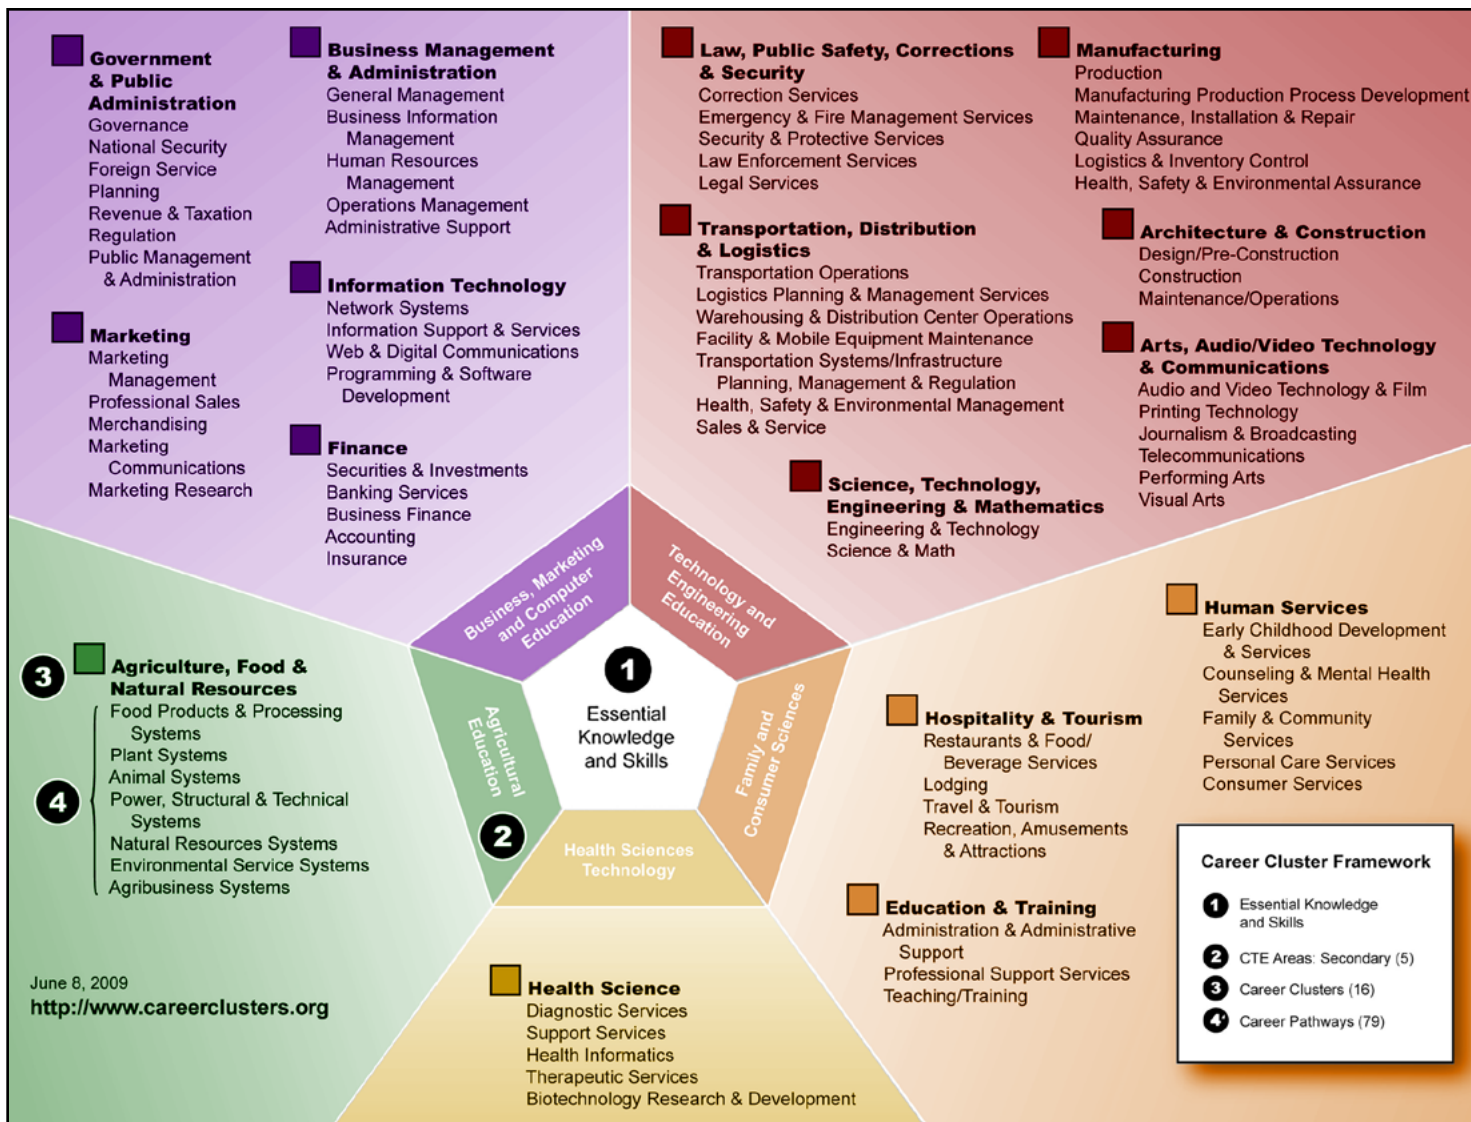 Government
& Public
Administration
Governance
National Security
Foreign Service
Planning
Revenue & Taxation
Regulation
Public Management
& Administration
Marketing
Marketing
Management
Professional Sales
Merchandising
Marketing
Communications
Marketing Research
Business Management
& Administration
General Management
Business Information
Management
Human Resources
Management
Operations Management
Administrative Support
Information Technology
Network Systems
Information Support & Services
Web & Digital Communications
Programming & Software
Development
Finance
Securities & Investments
Banking Services
Business Finance
Accounting
Insurance
Law, Public Safety, Corrections
& Security
Correction Services
Emergency & Fire Management Services
Security & Protective Services
Law Enforcement Services
Legal Services
Transportation, Distribution
& Logistics
Transportation Operations
Logistics Planning & Management Services
Warehousing & Distribution Center Operations
Facility & Mobile Equipment Maintenance
Transportation Systems/Infrastructure
Planning, Management & Regulation
Health, Safety & Environmental Management
Sales & Service
Science, Technology,
Engineering & Mathematics
Engineering & Technology
Science & Math
Manufacturing
Production
Manufacturing Production Process Development
Maintenance, Installation & Repair
Quality Assurance
Logistics & Inventory Control
Health, Safety & Environmental Assurance
Architecture & Construction
Design/Pre-Construction
Construction
Maintenance/Operations
Arts, Audio/Video Technology
& Communications
Audio and Video Technology & Film
Printing Technology
Journalism & Broadcasting
Telecommunications
Performing Arts
Visual Arts
Business, Marketing
and Computer
Education
Technology and
Engineering
Education
1
Essential
Knowledge
and Skills
Agricultural
Education
2
Family and
Consumer Sciences
Health Sciences
Technology
3
Agriculture, Food &
Natural Resources
4
Food Products & Processing
Systems
Plant Systems
Animal Systems
Power, Structural & Technical
Systems
Natural Resources Systems
Environmental Service Systems
Agribusiness Systems
June 8, 2009
http://www.careerclusters.org
Health Science
Diagnostic Services
Support Services
Health Informatics
Therapeutic Services
Biotechnology Research & Development
Hospitality & Tourism
Restaurants & Food/
Beverage Services
Lodging
Travel & Tourism
Recreation, Amusements
& Attractions
Education & Training
Administration & Administrative
Support
Professional Support Services
Teaching/Training
Human Services
Early Childhood Development
& Services
Counseling & Mental Health
Services
Family & Community
Services
Personal Care Services
Consumer Services
Career Cluster Framework
1 Essential Knowledge
and Skills
2 CTE Areas: Secondary (5)
3 Career Clusters (16)
4 Career Pathways (79)